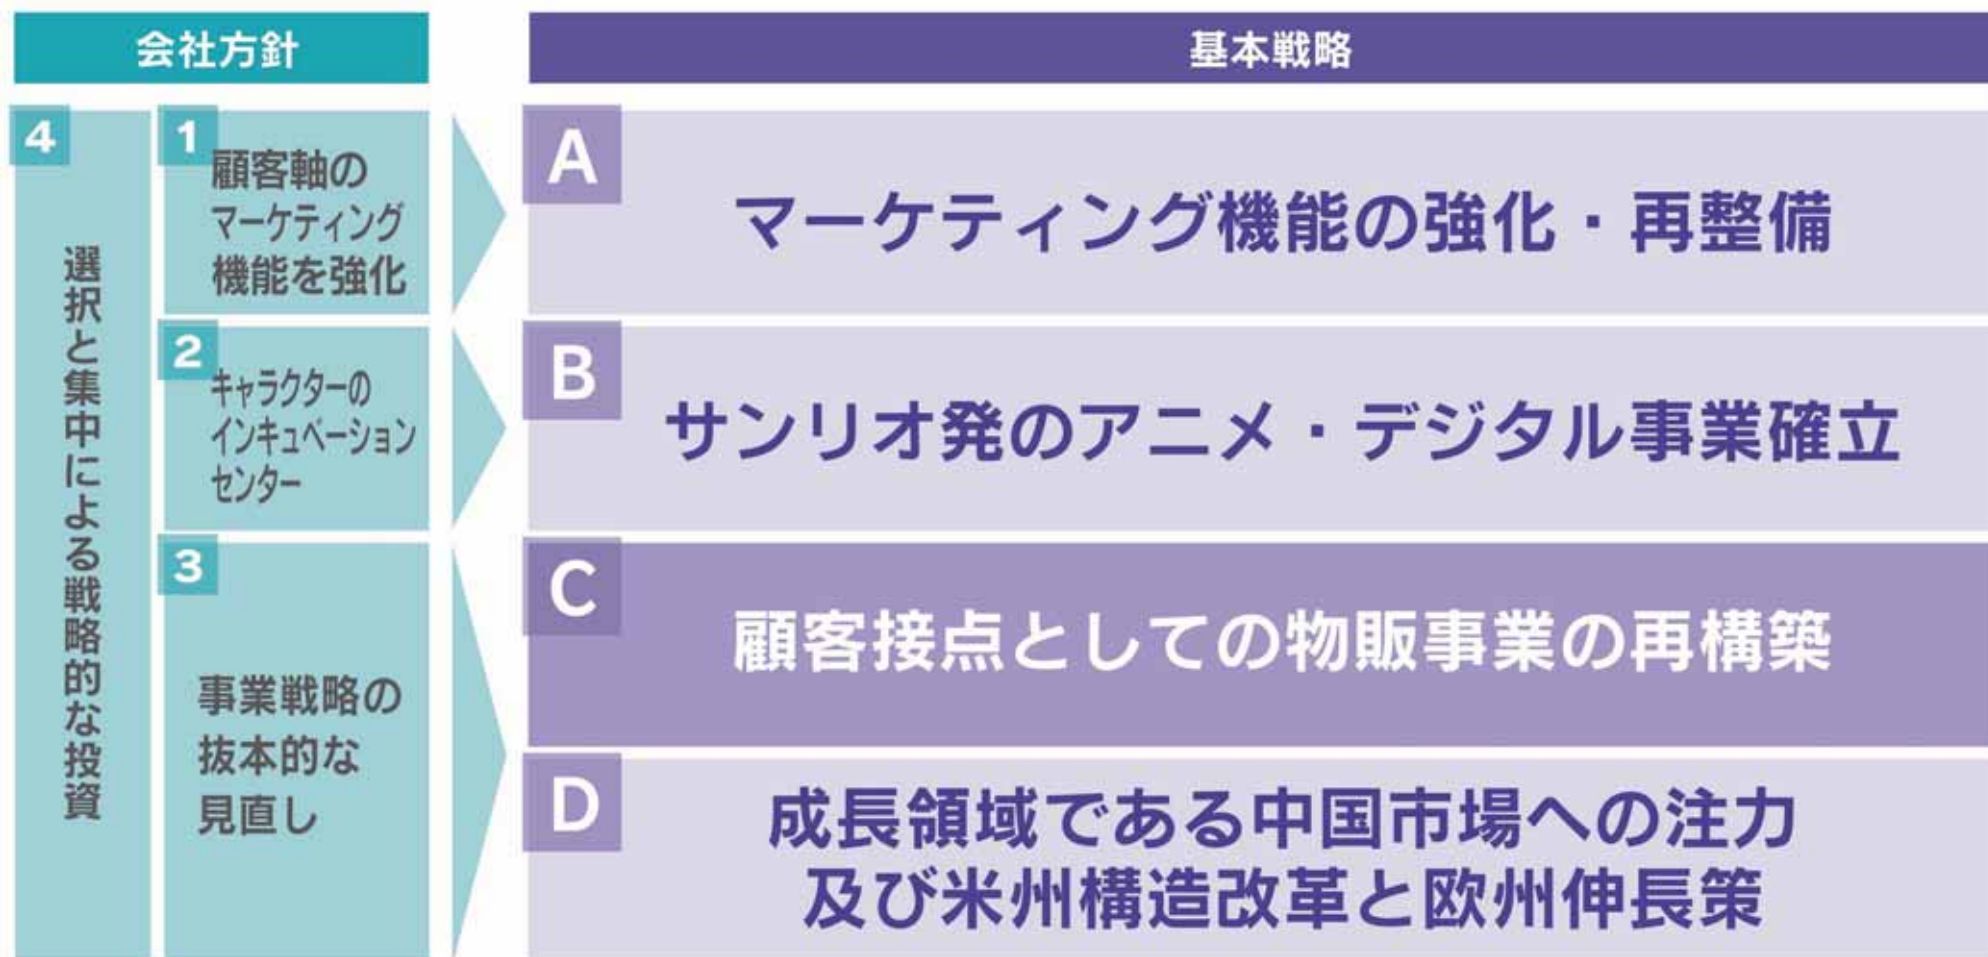 会社方針
基本戦略
4
選択と集中による戦略的な投資
1
顧客軸の
マーケティング
機能を強化
A
マーケティング機能の強化・再整備
2
キャラクターの
インキュベーション
センター
B
サンリオ発のアニメ・デジタル事業確立
3
事業戦略の
抜本的な
見直し
C
顧客接点としての物販事業の再構築
D
成長領域である中国市場への注力
及び米州構造改革と欧州伸長策